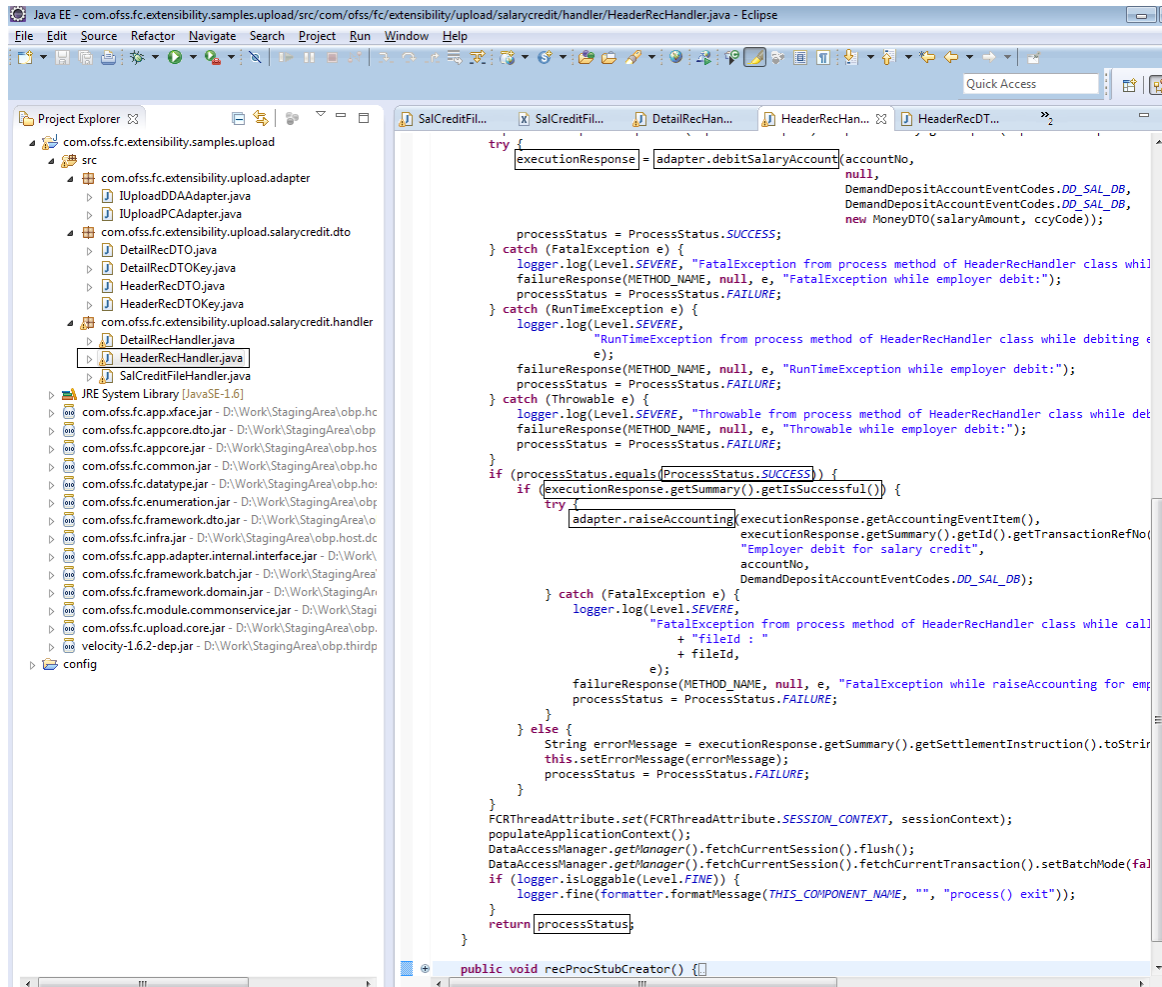 Java EE - com.ofss.fc.extensibility.samples.upload/src/com/ofss/fc/extensibility/upload/salarycredit/handler/HeaderRecHandler.java - Eclipse
File Edit Source Refactor Navigate Search Project Run Window Help
Quick Access
Project Explorer
com.ofss.fc.extensibility.samples.upload
src
com.ofss.fc.extensibility.upload.adapter
IUploadDDAAdapter.java
IUploadPCAdapter.java
com.ofss.fc.extensibility.upload.salarycredit.dto
DetailRecDTO.java
DetailRecDTOKey.java
HeaderRecDTO.java
HeaderRecDTOKey.java
com.ofss.fc.extensibility.upload.salarycredit.handler
DetailRecHandler.java
HeaderRecHandler.java
SalCreditFileHandler.java
JRE System Library [JavaSE-1.6]
com.ofss.fc.app.xface.jar - D:\Work\StagingArea\obp.hc
com.ofss.fc.appcore.dto.jar - D:\Work\StagingArea\obp
com.ofss.fc.appcore.jar - D:\Work\StagingArea\obp.hos
com.ofss.fc.common.jar - D:\Work\StagingArea\obp.ho
com.ofss.fc.datatype.jar - D:\Work\StagingArea\obp.hos
com.ofss.fc.enumeration.jar - D:\Work\StagingArea\obp
com.ofss.fc.framework.dto.jar - D:\Work\StagingArea\o
com.ofss.fc.infra.jar - D:\Work\StagingArea\obp.host.dc
com.ofss.fc.app.adapter.internal.interface.jar - D:\Work\
com.ofss.fc.framework.batch.jar - D:\Work\StagingArea\
com.ofss.fc.framework.domain.jar - D:\Work\StagingAr
com.ofss.fc.module.commonservice.jar - D:\Work\Stagi
com.ofss.fc.upload.core.jar - D:\Work\StagingArea\obp.
velocity-1.6.2-dep.jar - D:\Work\StagingArea\obp.thirdp
config
SalCreditFil... SalCreditFil... DetailRecHan... HeaderRecHan... HeaderRecDT... »2
try {
executionResponse = adapter.debitSalaryAccount(accountNo,
null,
DemandDepositAccountEventCodes.DD_SAL_DB,
DemandDepositAccountEventCodes.DD_SAL_DB,
new MoneyDTO(salaryAmount, ccyCode));
processStatus = ProcessStatus.SUCCESS;
} catch (FatalException e) {
logger.log(Level.SEVERE, "FatalException from process method of HeaderRecHandler class whil
failureResponse(METHOD_NAME, null, e, "FatalException while employer debit:");
processStatus = ProcessStatus.FAILURE;
} catch (RunTimeException e) {
logger.log(Level.SEVERE,
"RunTimeException from process method of HeaderRecHandler class while debiting e
e);
failureResponse(METHOD_NAME, null, e, "RunTimeException while employer debit:");
processStatus = ProcessStatus.FAILURE;
} catch (Throwable e) {
logger.log(Level.SEVERE, "Throwable from process method of HeaderRecHandler class while deb
failureResponse(METHOD_NAME, null, e, "Throwable while employer debit:");
processStatus = ProcessStatus.FAILURE;
}
if (processStatus.equals(ProcessStatus.SUCCESS)) {
if (executionResponse.getSummary().getIsSuccessful()) {
try {
adapter.raiseAccounting(executionResponse.getAccountingEventItem(),
executionResponse.getSummary().getId().getTransactionRefNo(
"Employer debit for salary credit",
accountNo,
DemandDepositAccountEventCodes.DD_SAL_DB);
} catch (FatalException e) {
logger.log(Level.SEVERE,
"FatalException from process method of HeaderRecHandler class while call
+ "fileId : "
+ fileId,
e);
failureResponse(METHOD_NAME, null, e, "FatalException while raiseAccounting for emp
processStatus = ProcessStatus.FAILURE;
}
} else {
String errorMessage = executionResponse.getSummary().getSettlementInstruction().toStrin
this.setErrorMessage(errorMessage);
processStatus = ProcessStatus.FAILURE;
}
}
FCRThreadAttribute.set(FCRThreadAttribute.SESSION_CONTEXT, sessionContext);
populateApplicationContext();
DataAccessManager.getManager().fetchCurrentSession().flush();
DataAccessManager.getManager().fetchCurrentSession().fetchCurrentTransaction().setBatchMode(fal
if (logger.isLoggable(Level.FINE)) {
logger.fine(formatter.formatMessage(THIS_COMPONENT_NAME, "", "process() exit"));
}
return processStatus;
}
public void recProcStubCreator() {